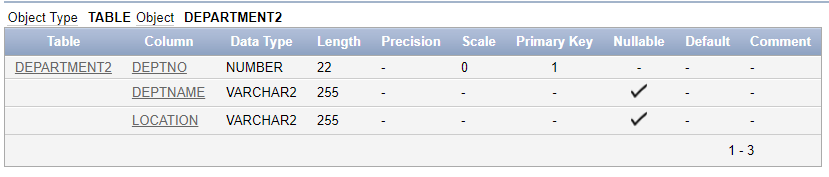 Object Type TABLE Object DEPARTMENT2
Table Column Data Type Length Precision Scale Primary Key Nullable Default Comment
DEPARTMENT2 DEPTNO NUMBER 22 - 0 1 - - -
DEPTNAME VARCHAR2 255 - - - ✓ - -
LOCATION VARCHAR2 255 - - - ✓ - -
1 - 3